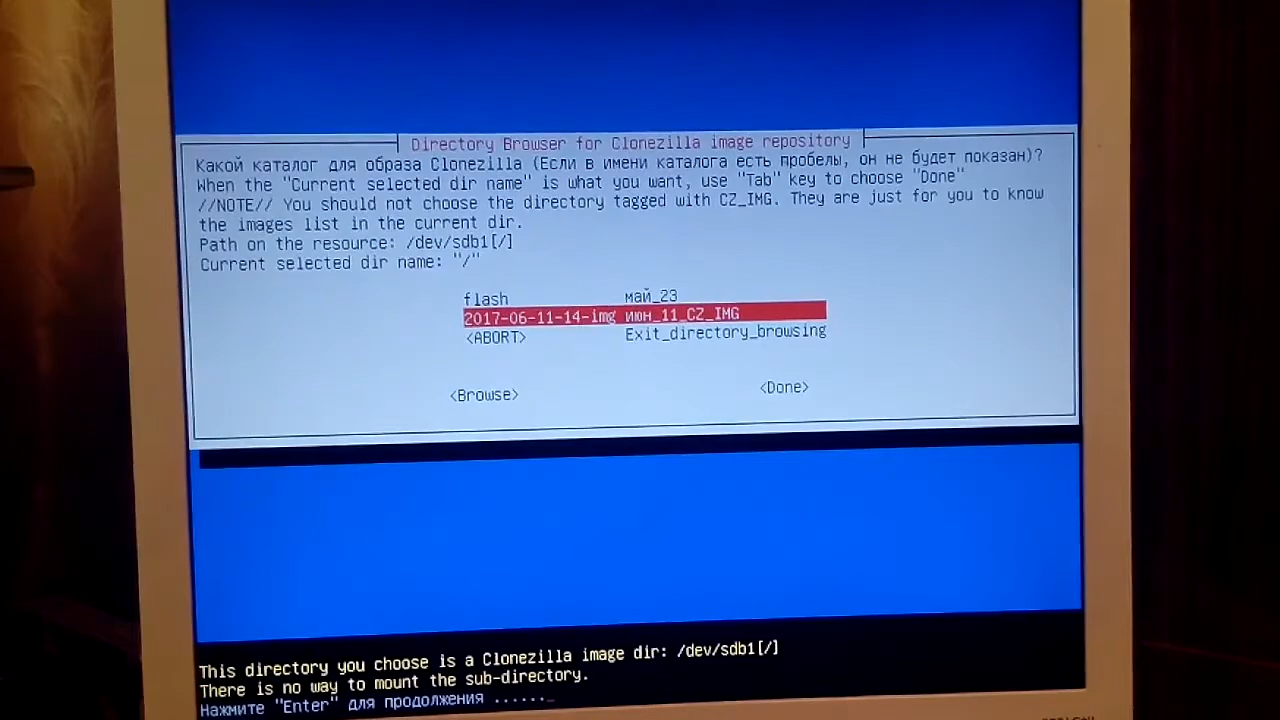 Directory Browser for Clonezilla image repository
Какой каталог для образа Clonezilla (Если в имени каталога есть пробелы, он не будет показан)?
When the "Current selected dir name" is what you want, use "Tab" key to choose "Done"
//NOTE// You should not choose the directory tagged with CZ_IMG. They are just for you to know
the images list in the current dir.
Path on the resource: /dev/sdb1[/]
Current selected dir name: "/"
flash май_23
2017-06-11-14-img июн_11_CZ_IMG
<ABORT> Exit_directory_browsing
<Browse> <Done>
This directory you choose is a Clonezilla image dir: /dev/sdb1[/]
There is no way to mount the sub-directory.
Нажмите "Enter" для продолжения ......_